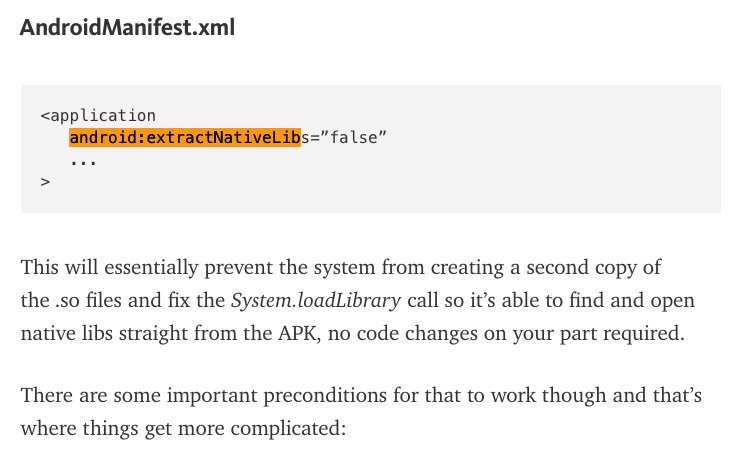 AndroidManifest.xml
<application
android:extractNativeLibs=”false”
...
>
This will essentially prevent the system from creating a second copy of
the .so files and fix the System.loadLibrary call so it’s able to find and open
native libs straight from the APK, no code changes on your part required.
There are some important preconditions for that to work though and that’s
where things get more complicated: